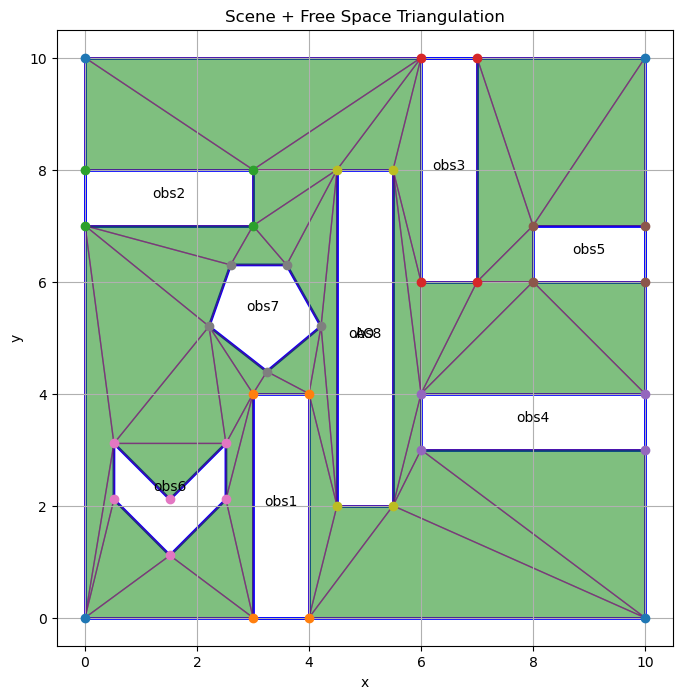 Scene + Free Space Triangulation
10
8
6
4
2
0
y
obs2
obs3
obs5
obs7
obs4
obs6
obs1
0 2 4 6 8 10
x